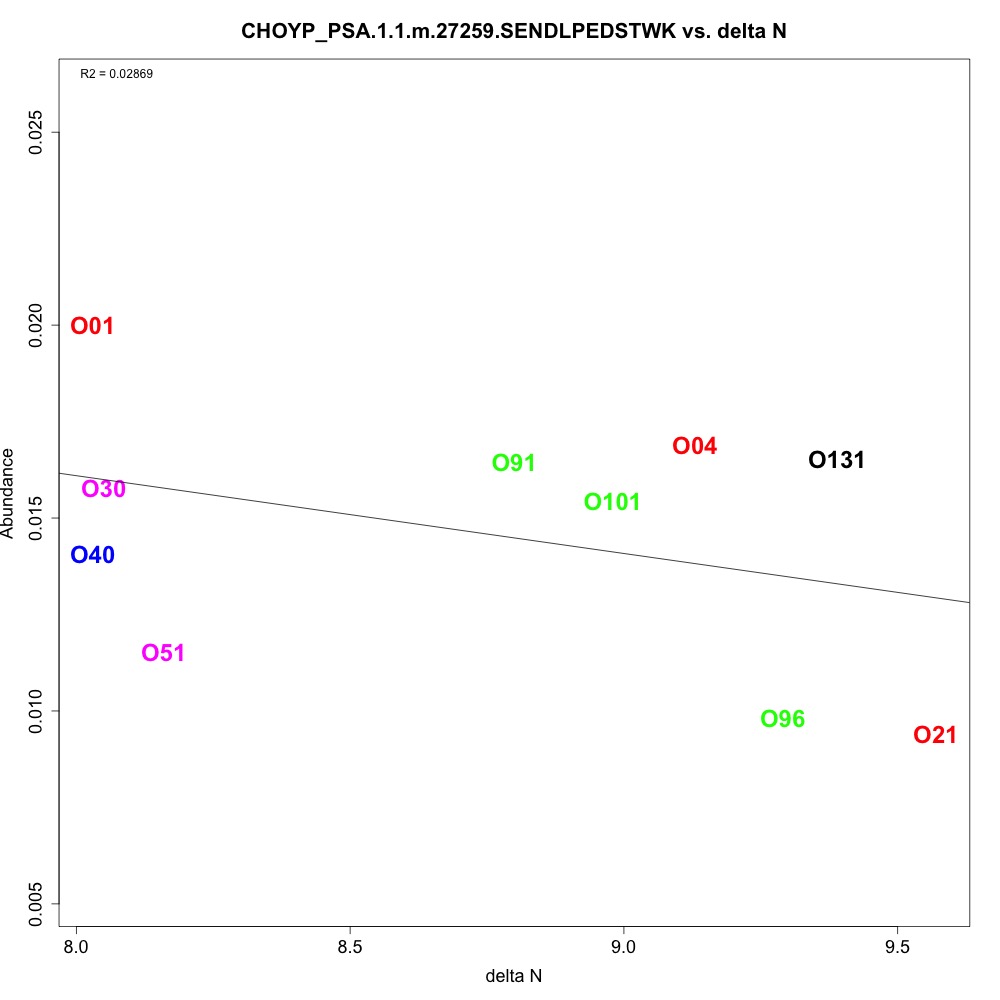 CHOYP_PSA.1.1.m.27259.SENDLPEDSTWK vs. delta N
R2 = 0.02869
0.025
0.020
0.015
0.010
0.005
Abundance
O01
O04
O131
O91
O30
O101
O40
O51
O96
O21
8.0 8.5 9.0 9.5
delta N